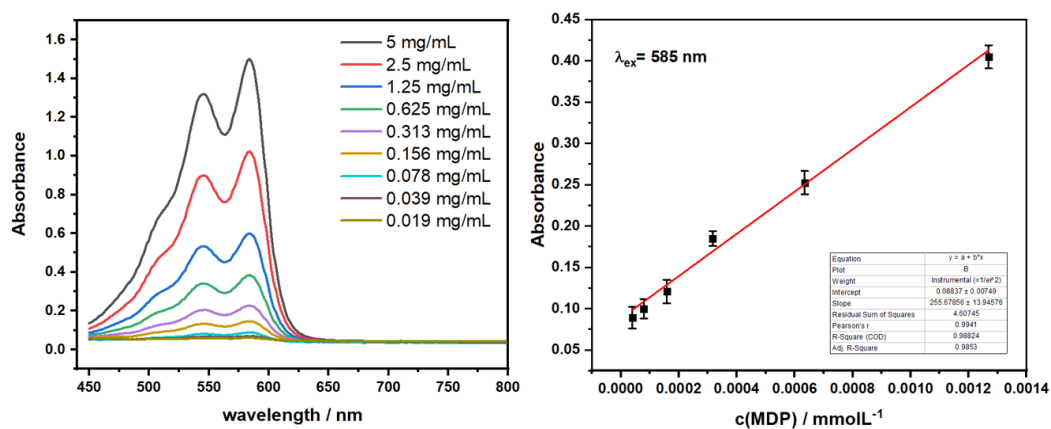 5 mg/mL
2.5 mg/mL
1.25 mg/mL
0.625 mg/mL
0.313 mg/mL
0.156 mg/mL
0.078 mg/mL
0.039 mg/mL
0.019 mg/mL
Absorbance
1.6
1.4
1.2
1.0
0.8
0.6
0.4
0.2
0.0
450 500 550 600 650 700 750 800
wavelength / nm
λex= 585 nm
Absorbance
0.45
0.40
0.35
0.30
0.25
0.20
0.15
0.10
0.05
Equation y = a + b*x
Plot B
Weight Instrumental (=1/ei^2)
Intercept 0.08837 ± 0.00749
Slope 255.67856 ± 13.94576
Residual Sum of Squares 4.60745
Pearson's r 0.9941
R-Square (COD) 0.98824
Adj. R-Square 0.9853
0.0000 0.0002 0.0004 0.0006 0.0008 0.0010 0.0012 0.0014
c(MDP) / mmolL-1